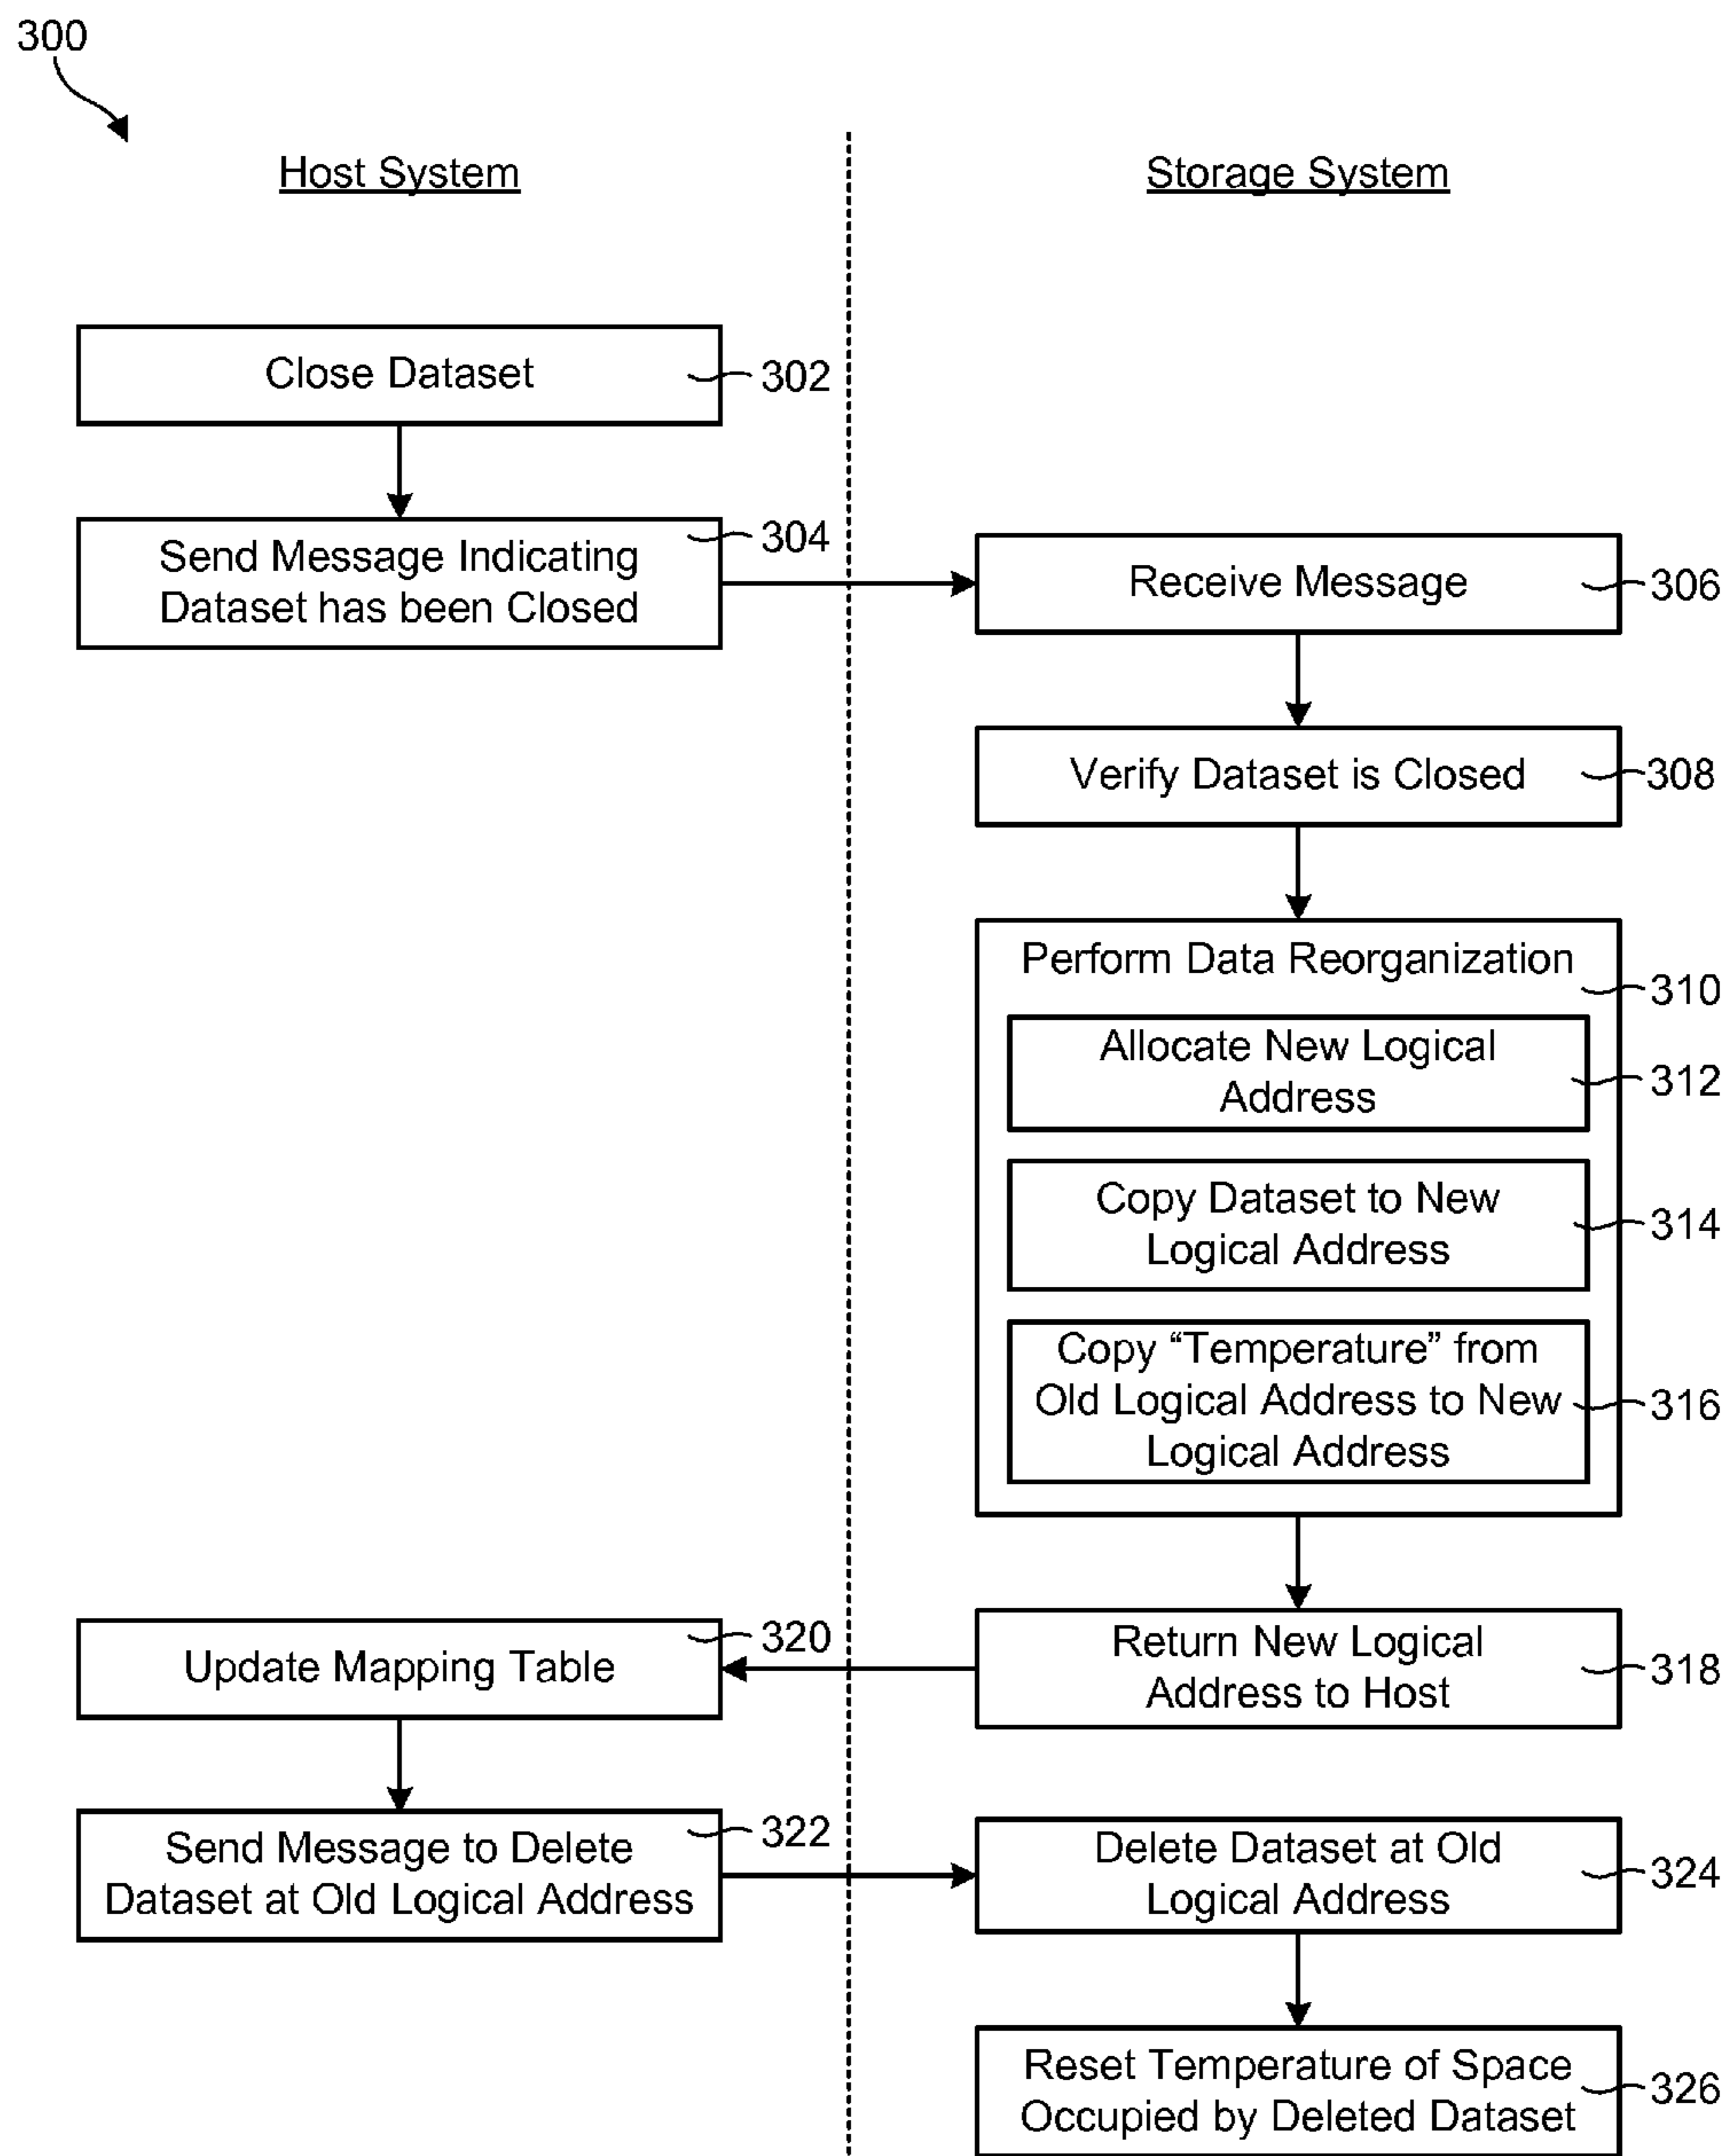 300
Host System
Storage System
Close Dataset
302
Send Message Indicating
Dataset has been Closed
304
Receive Message
306
Verify Dataset is Closed
308
Perform Data Reorganization
310
Allocate New Logical
Address
312
Copy Dataset to New
Logical Address
314
Copy “Temperature” from
Old Logical Address to New
Logical Address
316
Return New Logical
Address to Host
318
Update Mapping Table
320
Send Message to Delete
Dataset at Old Logical Address
322
Delete Dataset at Old
Logical Address
324
Reset Temperature of Space
Occupied by Deleted Dataset
326